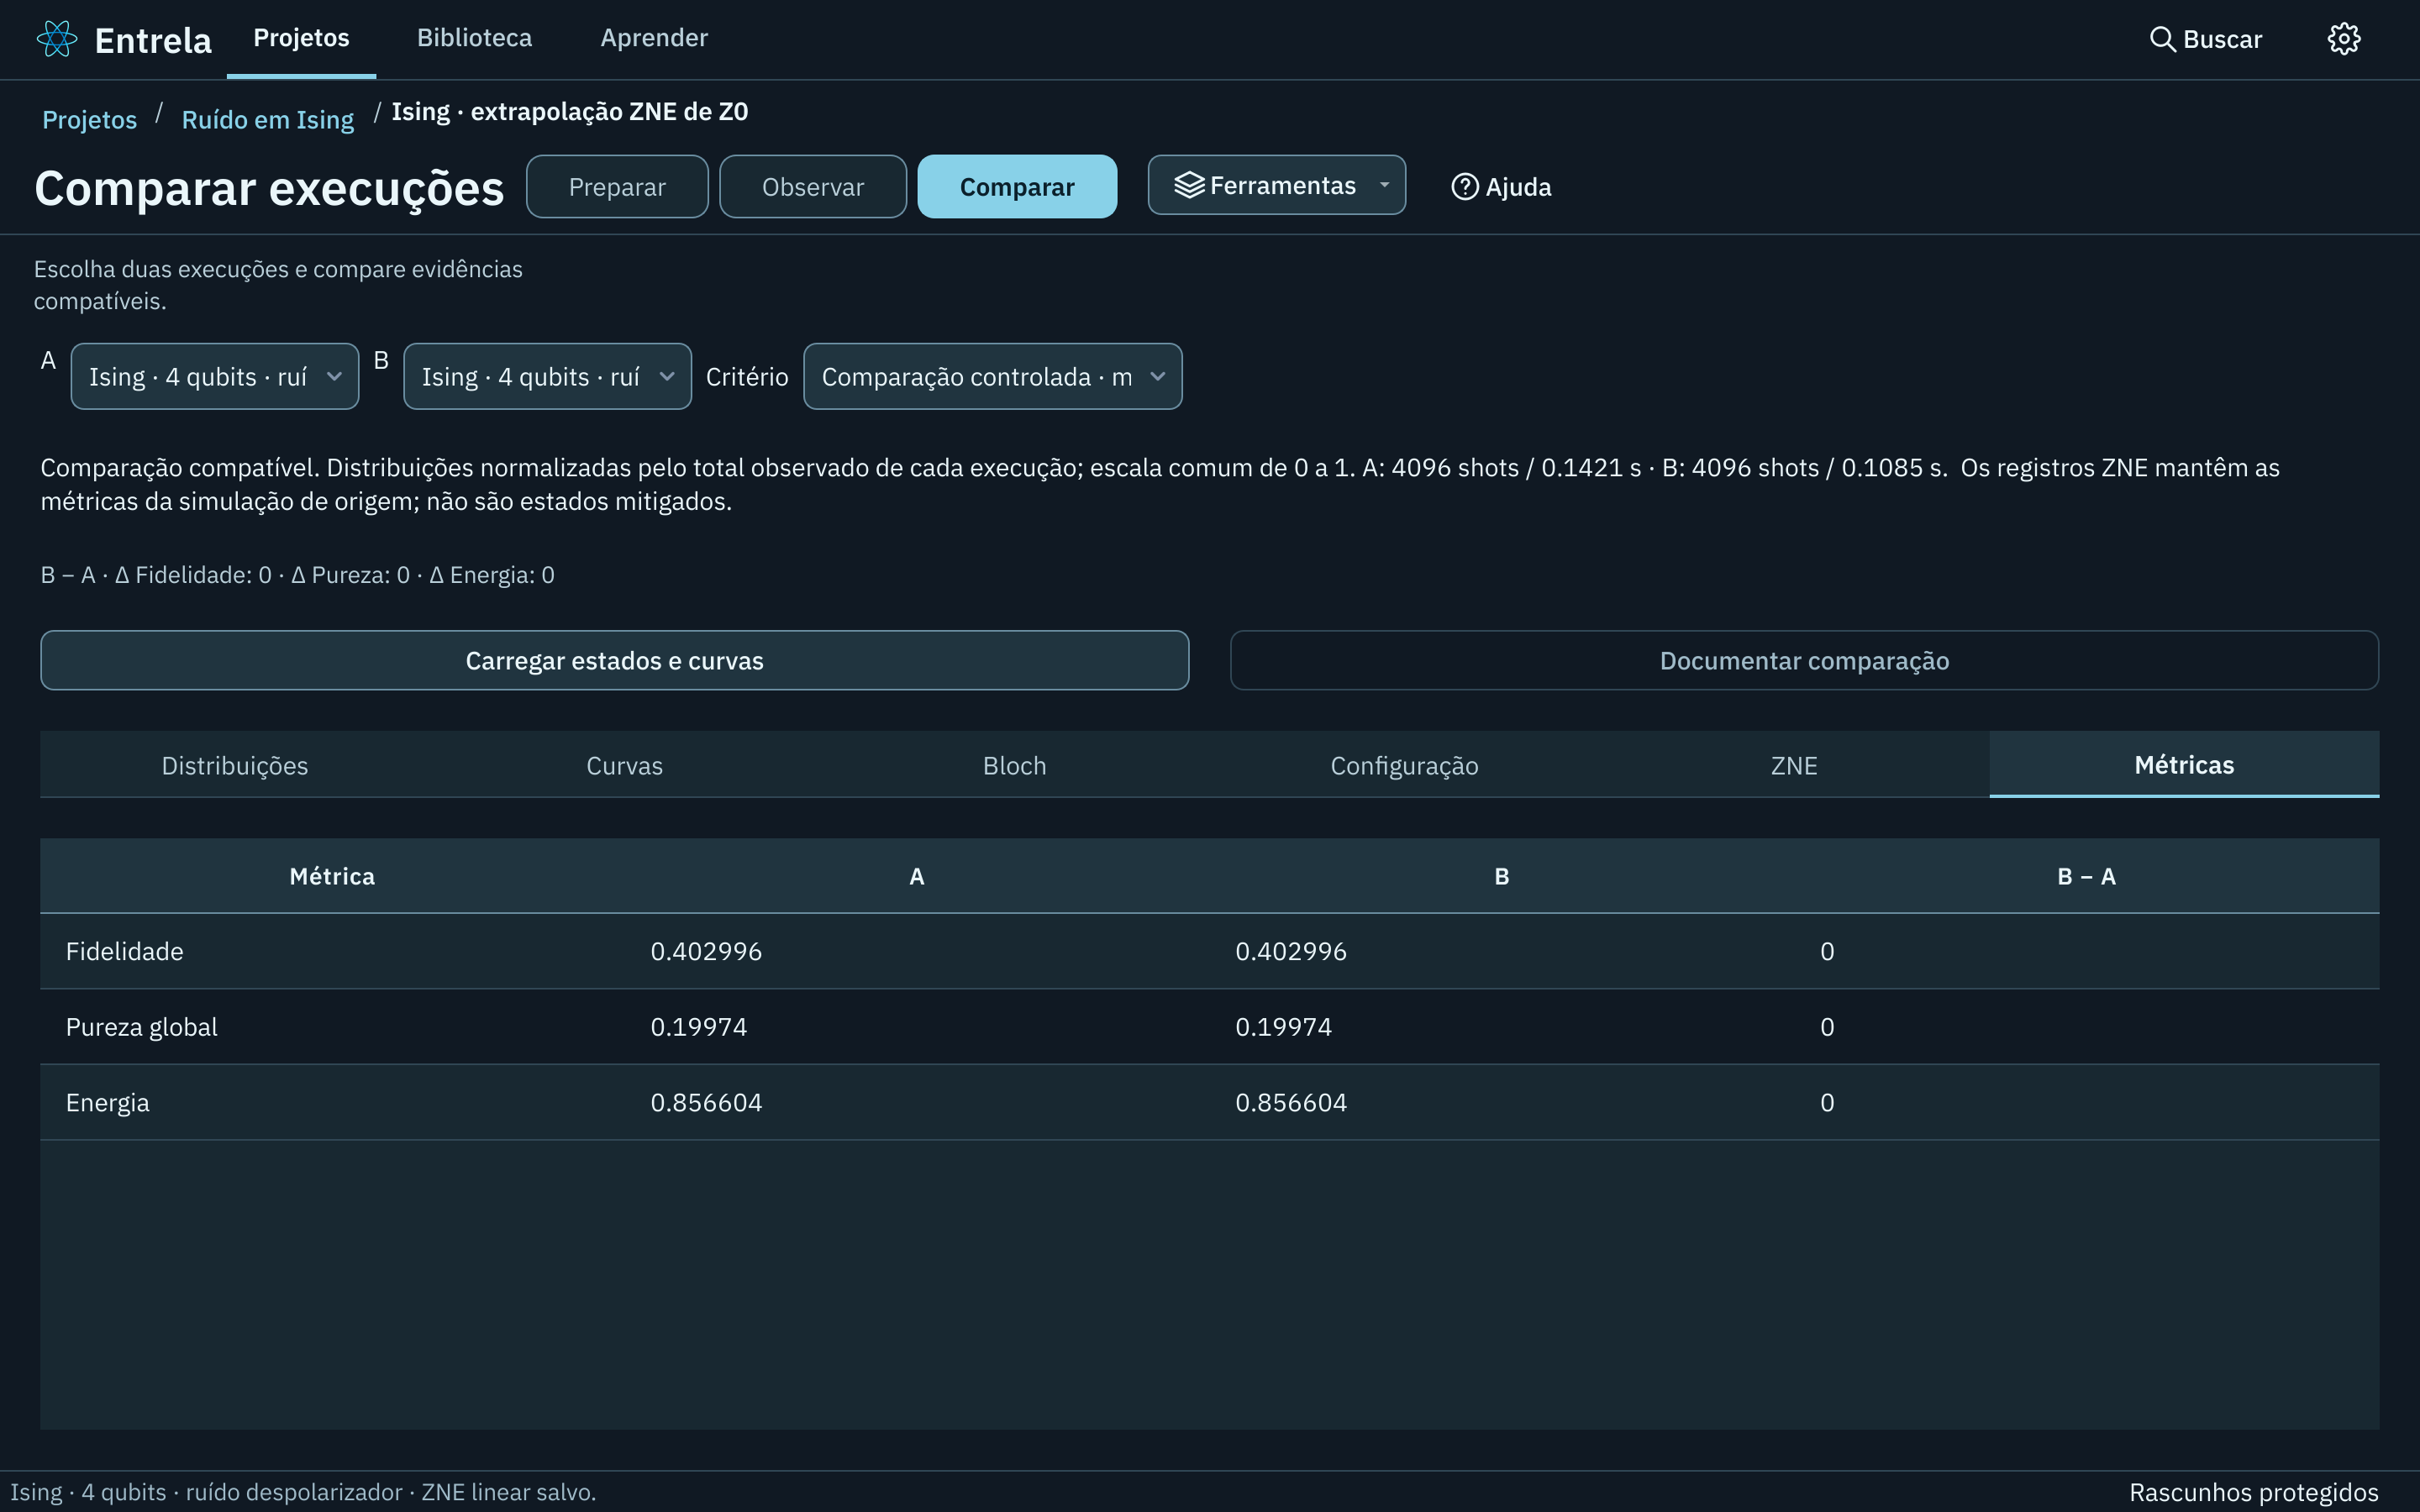 Entrela
Projetos
Biblioteca
Aprender
Buscar
Projetos / Ruído em Ising / Ising · extrapolação ZNE de Z0
Comparar execuções
Preparar
Observar
Comparar
Ferramentas
Ajuda
Escolha duas execuções e compare evidências
compatíveis.
A
Ising · 4 qubits · ruí
B
Ising · 4 qubits · ruí
Critério
Comparação controlada · m
Comparação compatível. Distribuições normalizadas pelo total observado de cada execução; escala comum de 0 a 1. A: 4096 shots / 0.1421 s · B: 4096 shots / 0.1085 s.  Os registros ZNE mantêm as
métricas da simulação de origem; não são estados mitigados.
B – A · Δ Fidelidade: 0 · Δ Pureza: 0 · Δ Energia: 0
Carregar estados e curvas
Documentar comparação
Distribuições
Curvas
Bloch
Configuração
ZNE
Métricas
Métrica A B B – A
Fidelidade 0.402996 0.402996 0
Pureza global 0.19974 0.19974 0
Energia 0.856604 0.856604 0
Ising · 4 qubits · ruído despolarizador · ZNE linear salvo.
Rascunhos protegidos